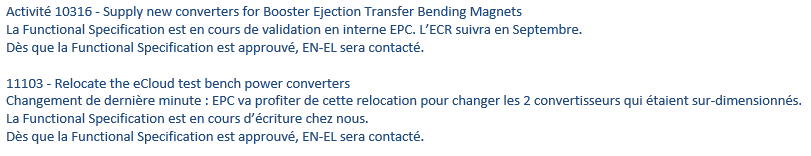 Activité 10316 - Supply new converters for Booster Ejection Transfer Bending Magnets
La Functional Specification est en cours de validation en interne EPC. L’ECR suivra en Septembre.
Dès que la Functional Specification est approuvé, EN-EL sera contacté.
11103 - Relocate the eCloud test bench power converters
Changement de dernière minute : EPC va profiter de cette relocation pour changer les 2 convertisseurs qui étaient sur-dimensionnés.
La Functional Specification est en cours d’écriture chez nous.
Dès que la Functional Specification est approuvé, EN-EL sera contacté.